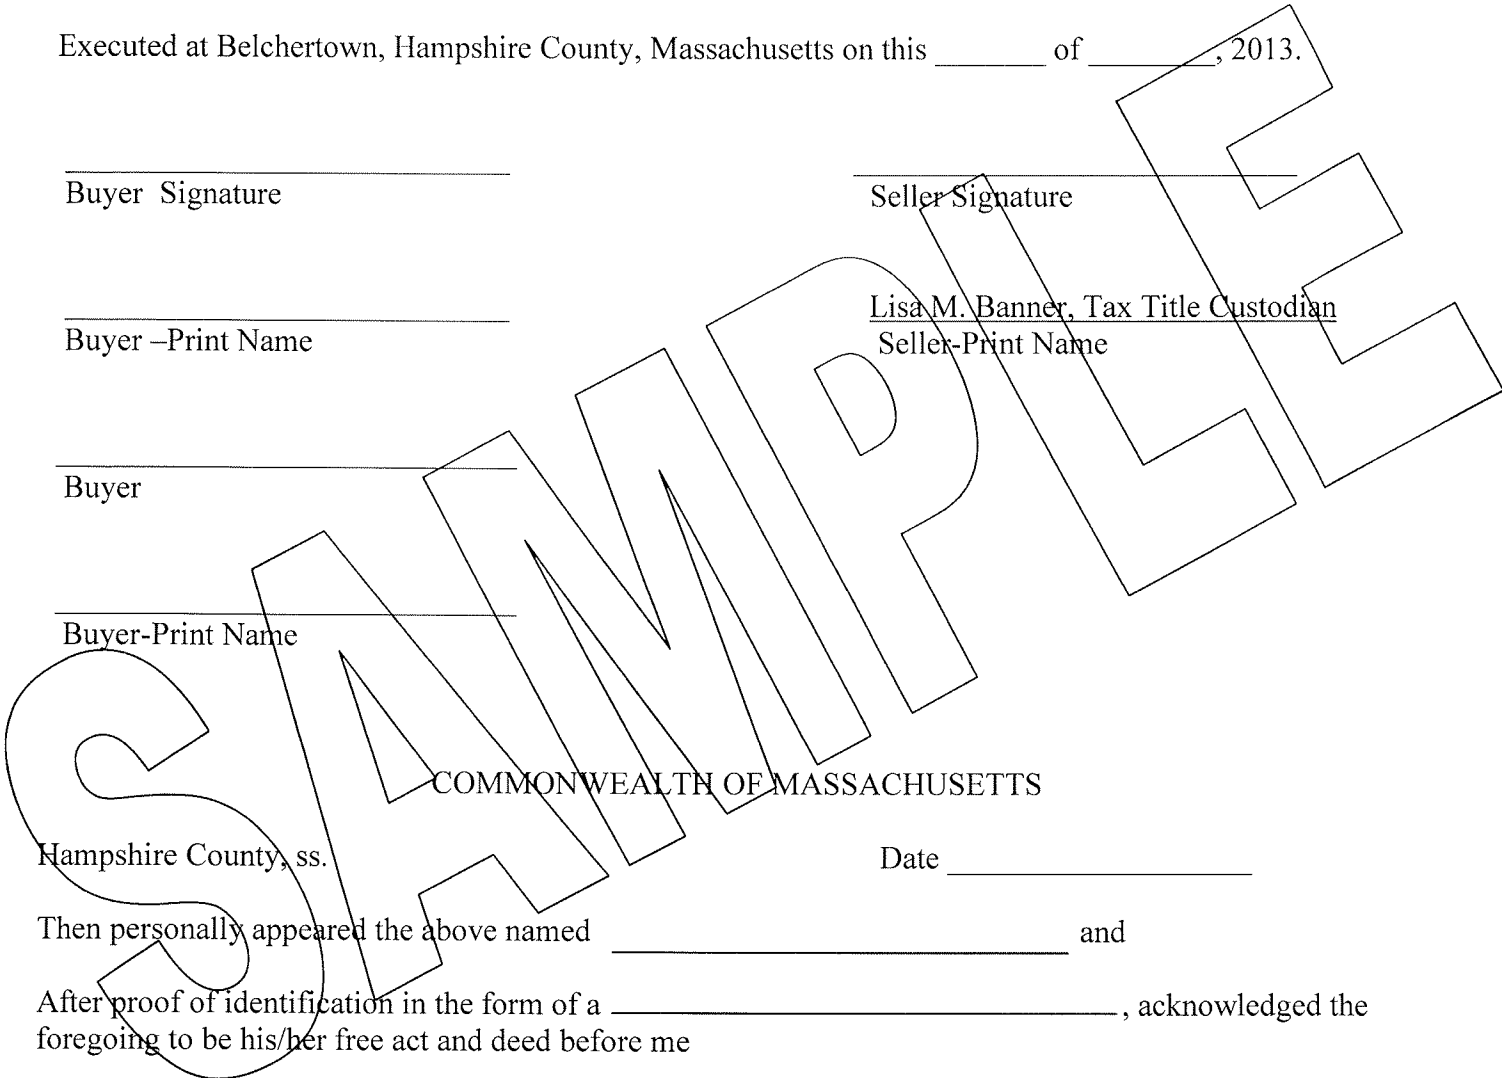 Executed at Belchertown, Hampshire County, Massachusetts on this _______ of ________, 2013.
Buyer Signature
Seller Signature
Lisa M. Banner, Tax Title Custodian
Buyer –Print Name
Seller-Print Name
Buyer
Buyer-Print Name
SAMPLE
COMMONWEALTH OF MASSACHUSETTS
Hampshire County, ss.
Date ____________________
Then personally appeared the above named ______________________________ and
After proof of identification in the form of a _________________________________, acknowledged the
foregoing to be his/her free act and deed before me